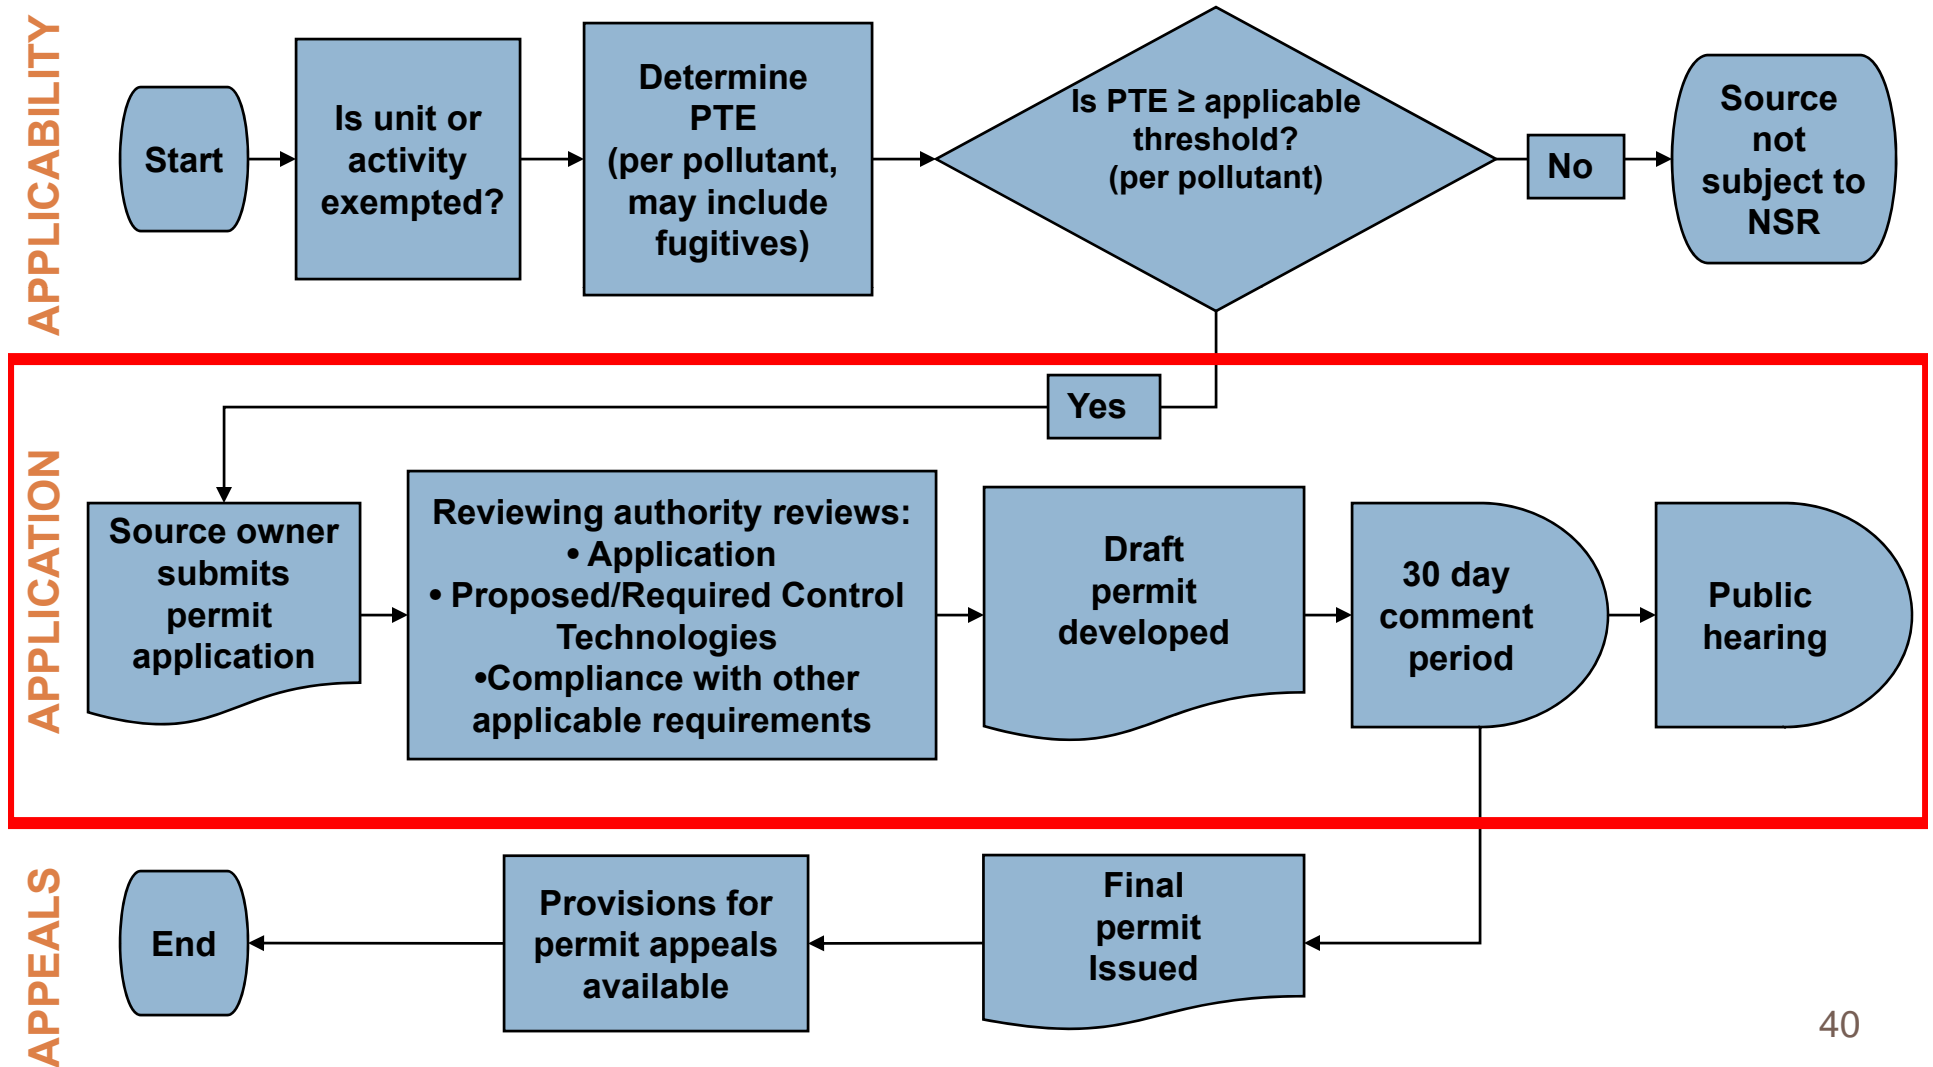 APPLICABILITY
Start
Is unit or
activity
exempted?
Determine
PTE
(per pollutant,
may include
fugitives)
Is PTE ≥ applicable
threshold?
(per pollutant)
No
Source
not
subject to
NSR
Yes
APPLICATION
Source owner
submits
permit
application
Reviewing authority reviews:
• Application
• Proposed/Required Control
Technologies
•Compliance with other
applicable requirements
Draft
permit
developed
30 day
comment
period
Public
hearing
APPEALS
End
Provisions for
permit appeals
available
Final
permit
Issued
40